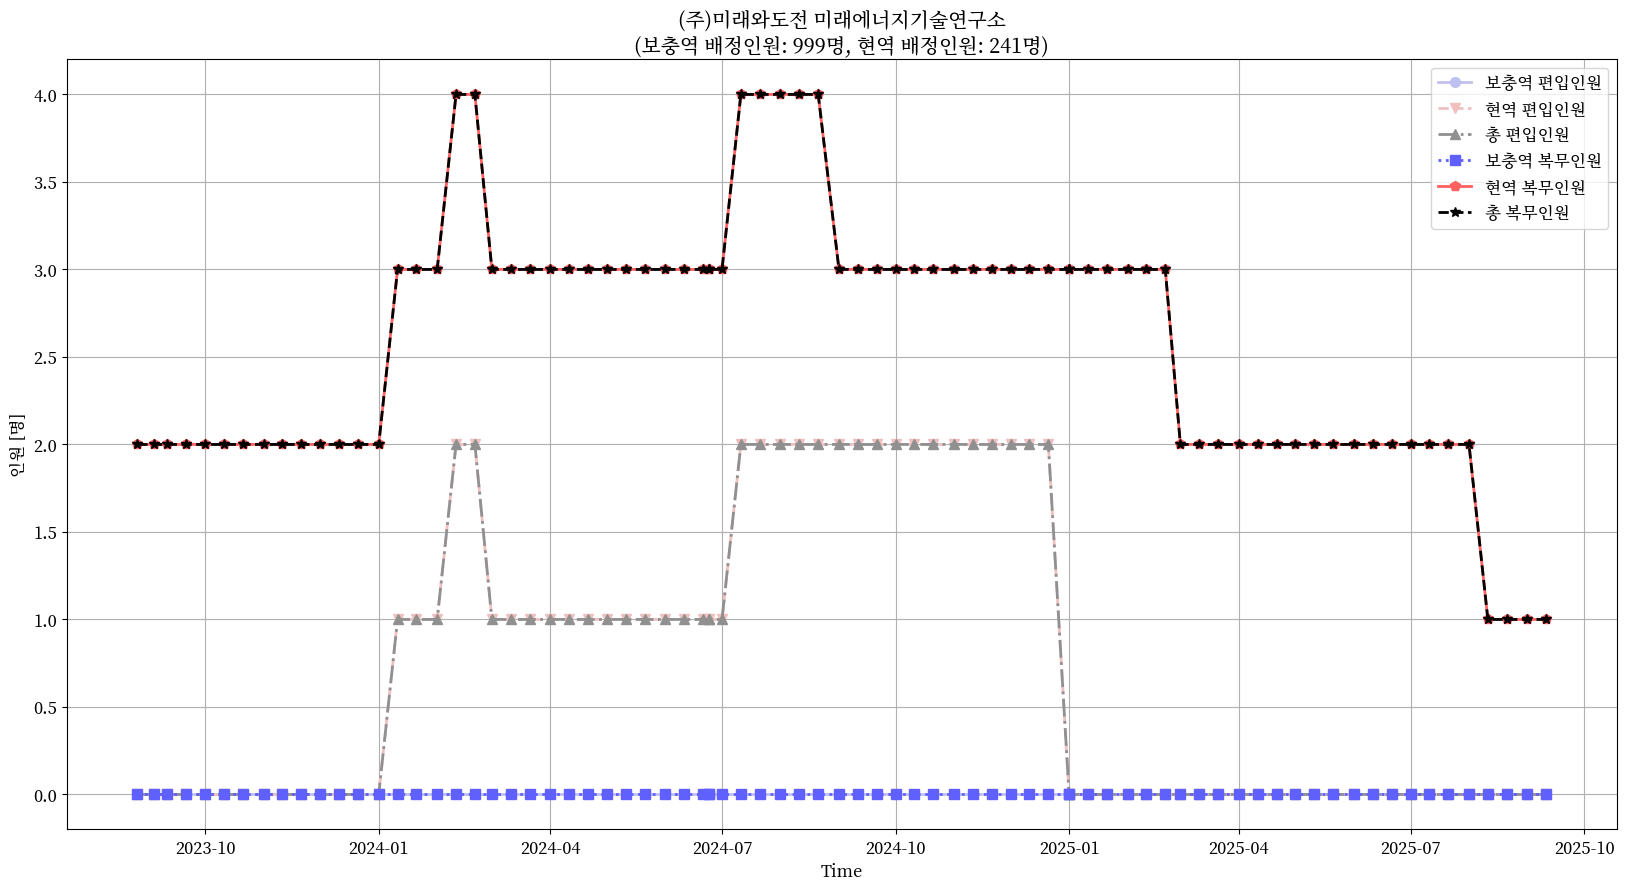 (주)미래와도전 미래에너지기술연구소
(보충역 배정인원: 999명, 현역 배정인원: 241명)
보충역 편입인원
현역 편입인원
총 편입인원
보충역 복무인원
현역 복무인원
총 복무인원
4.0
3.5
3.0
2.5
2.0
1.5
1.0
0.5
0.0
인원 [명]
2023-10
2024-01
2024-04
2024-07
2024-10
2025-01
2025-04
2025-07
2025-10
Time